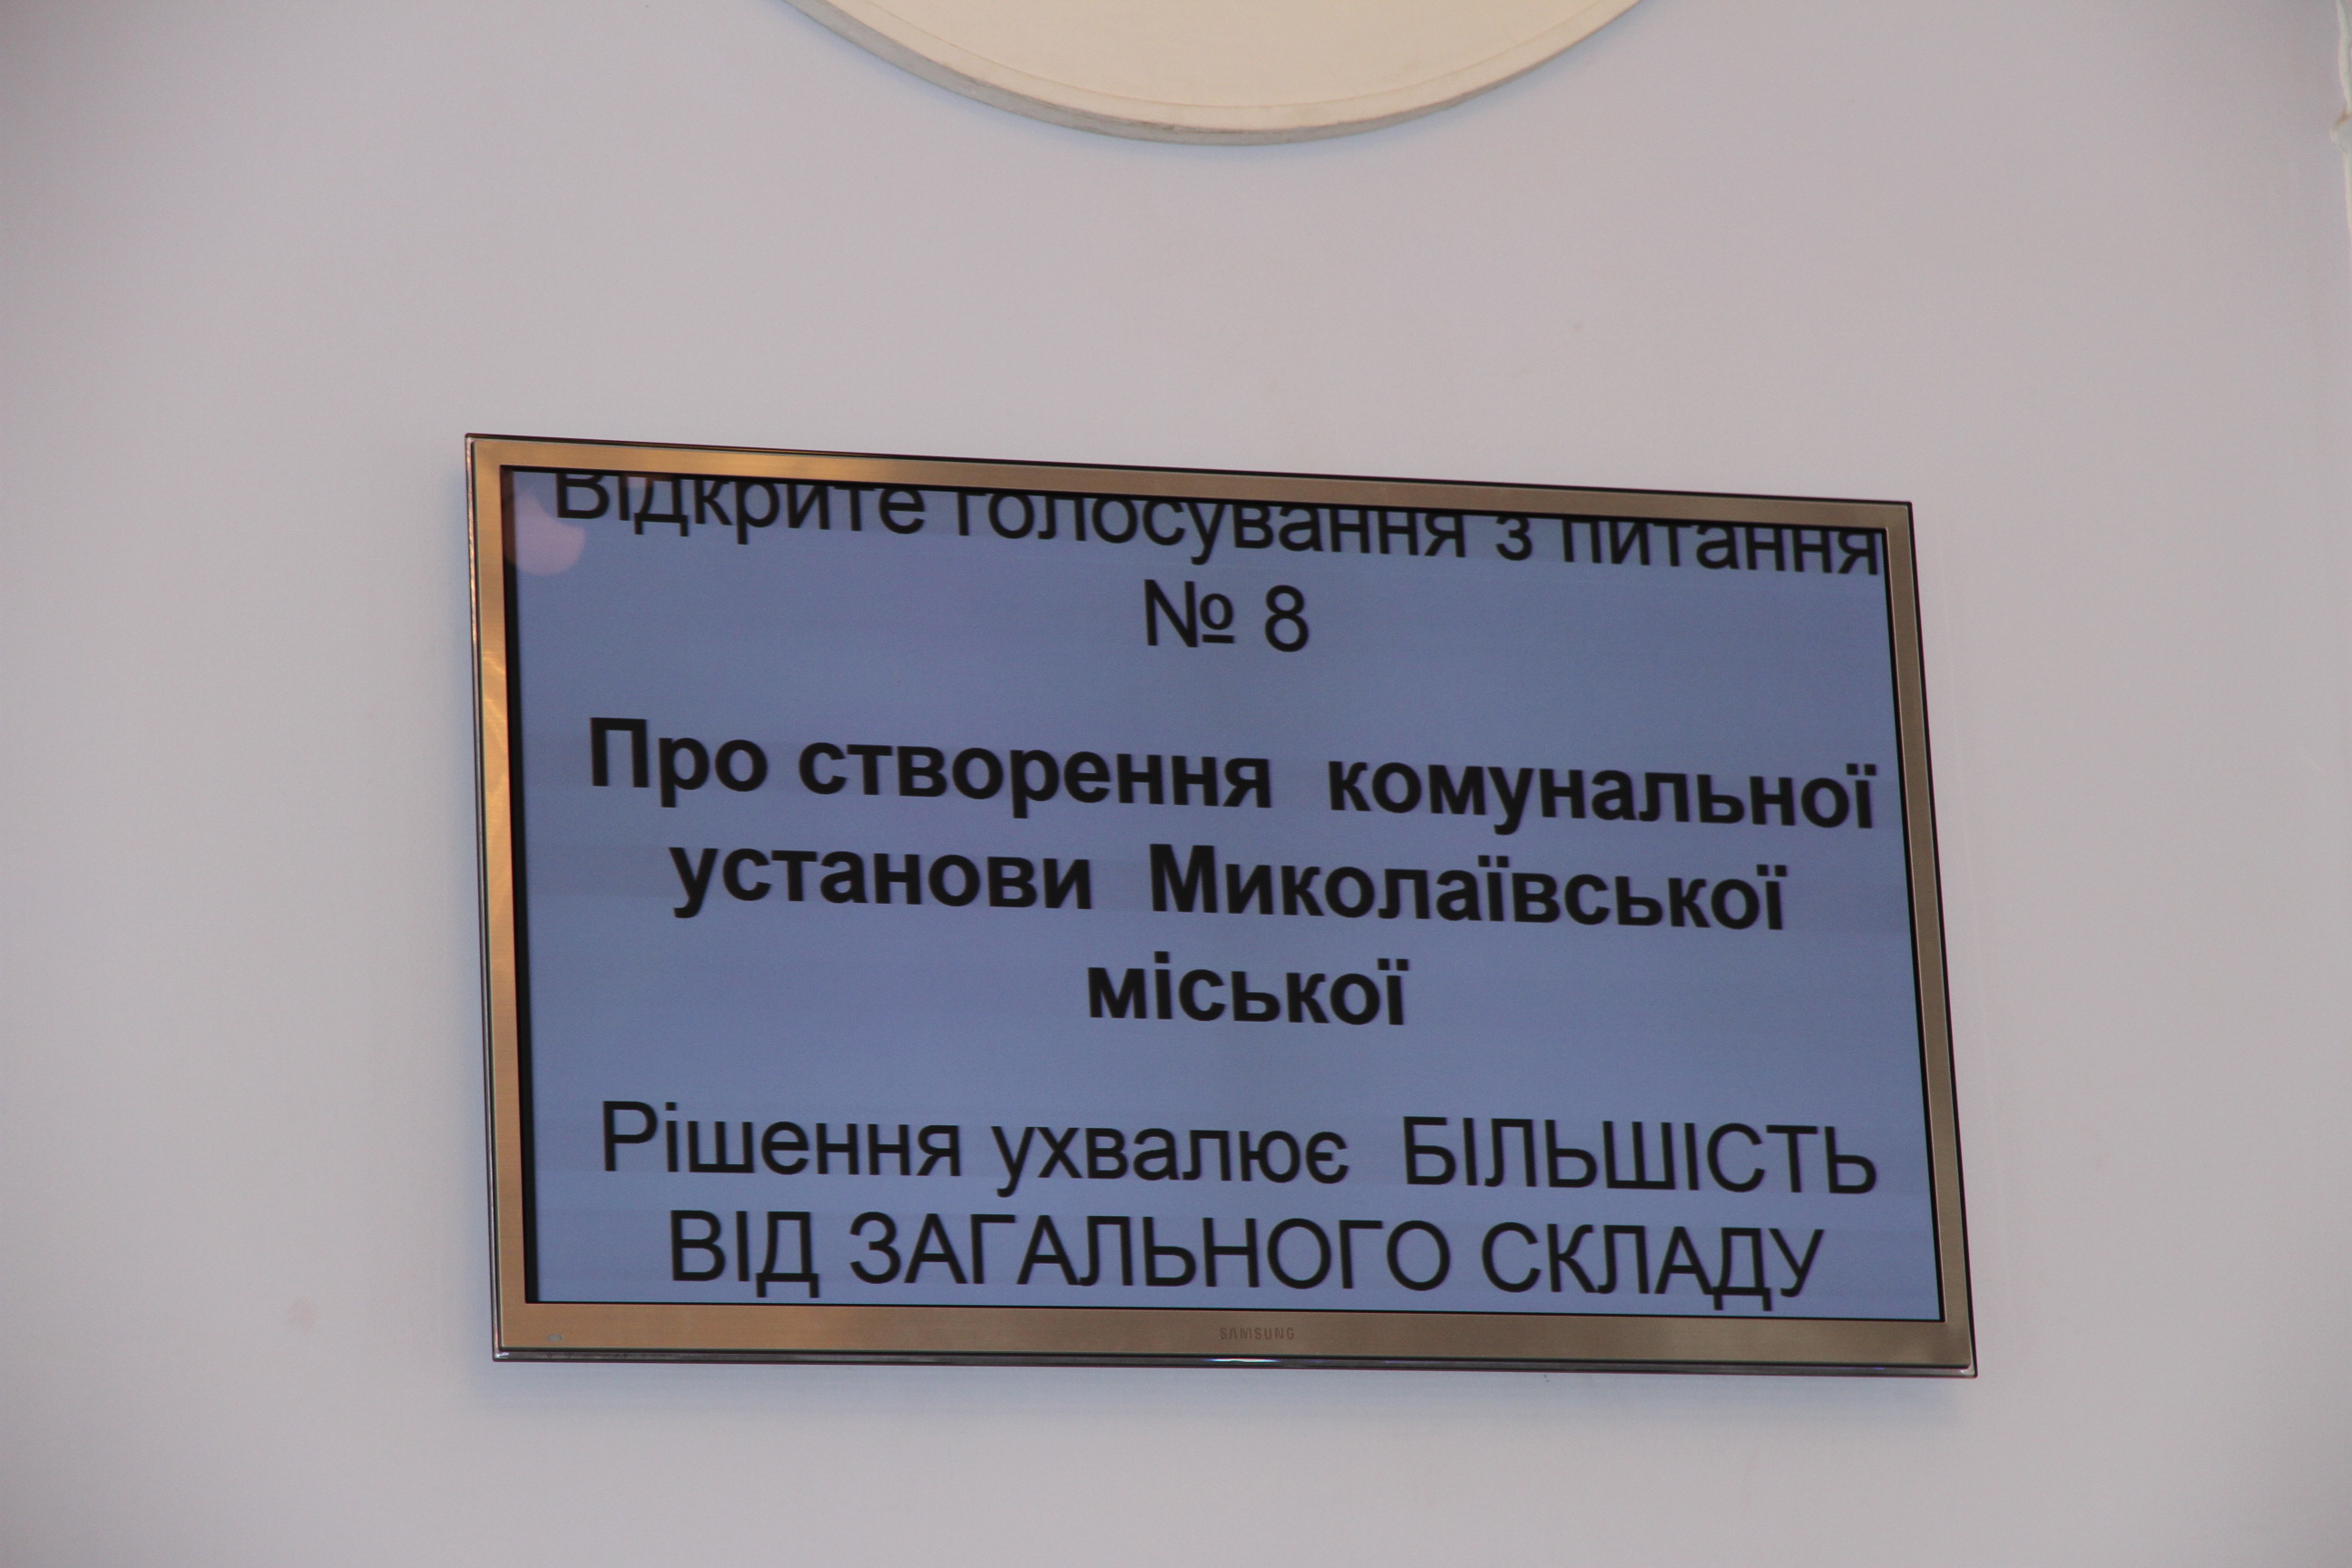 Відкрите голосування з питання
№ 8
Про створення комунальної
установи Миколаївської
міської
Рішення ухвалює БІЛЬШІСТЬ
ВІД ЗАГАЛЬНОГО СКЛАДУ
SAMSUNG